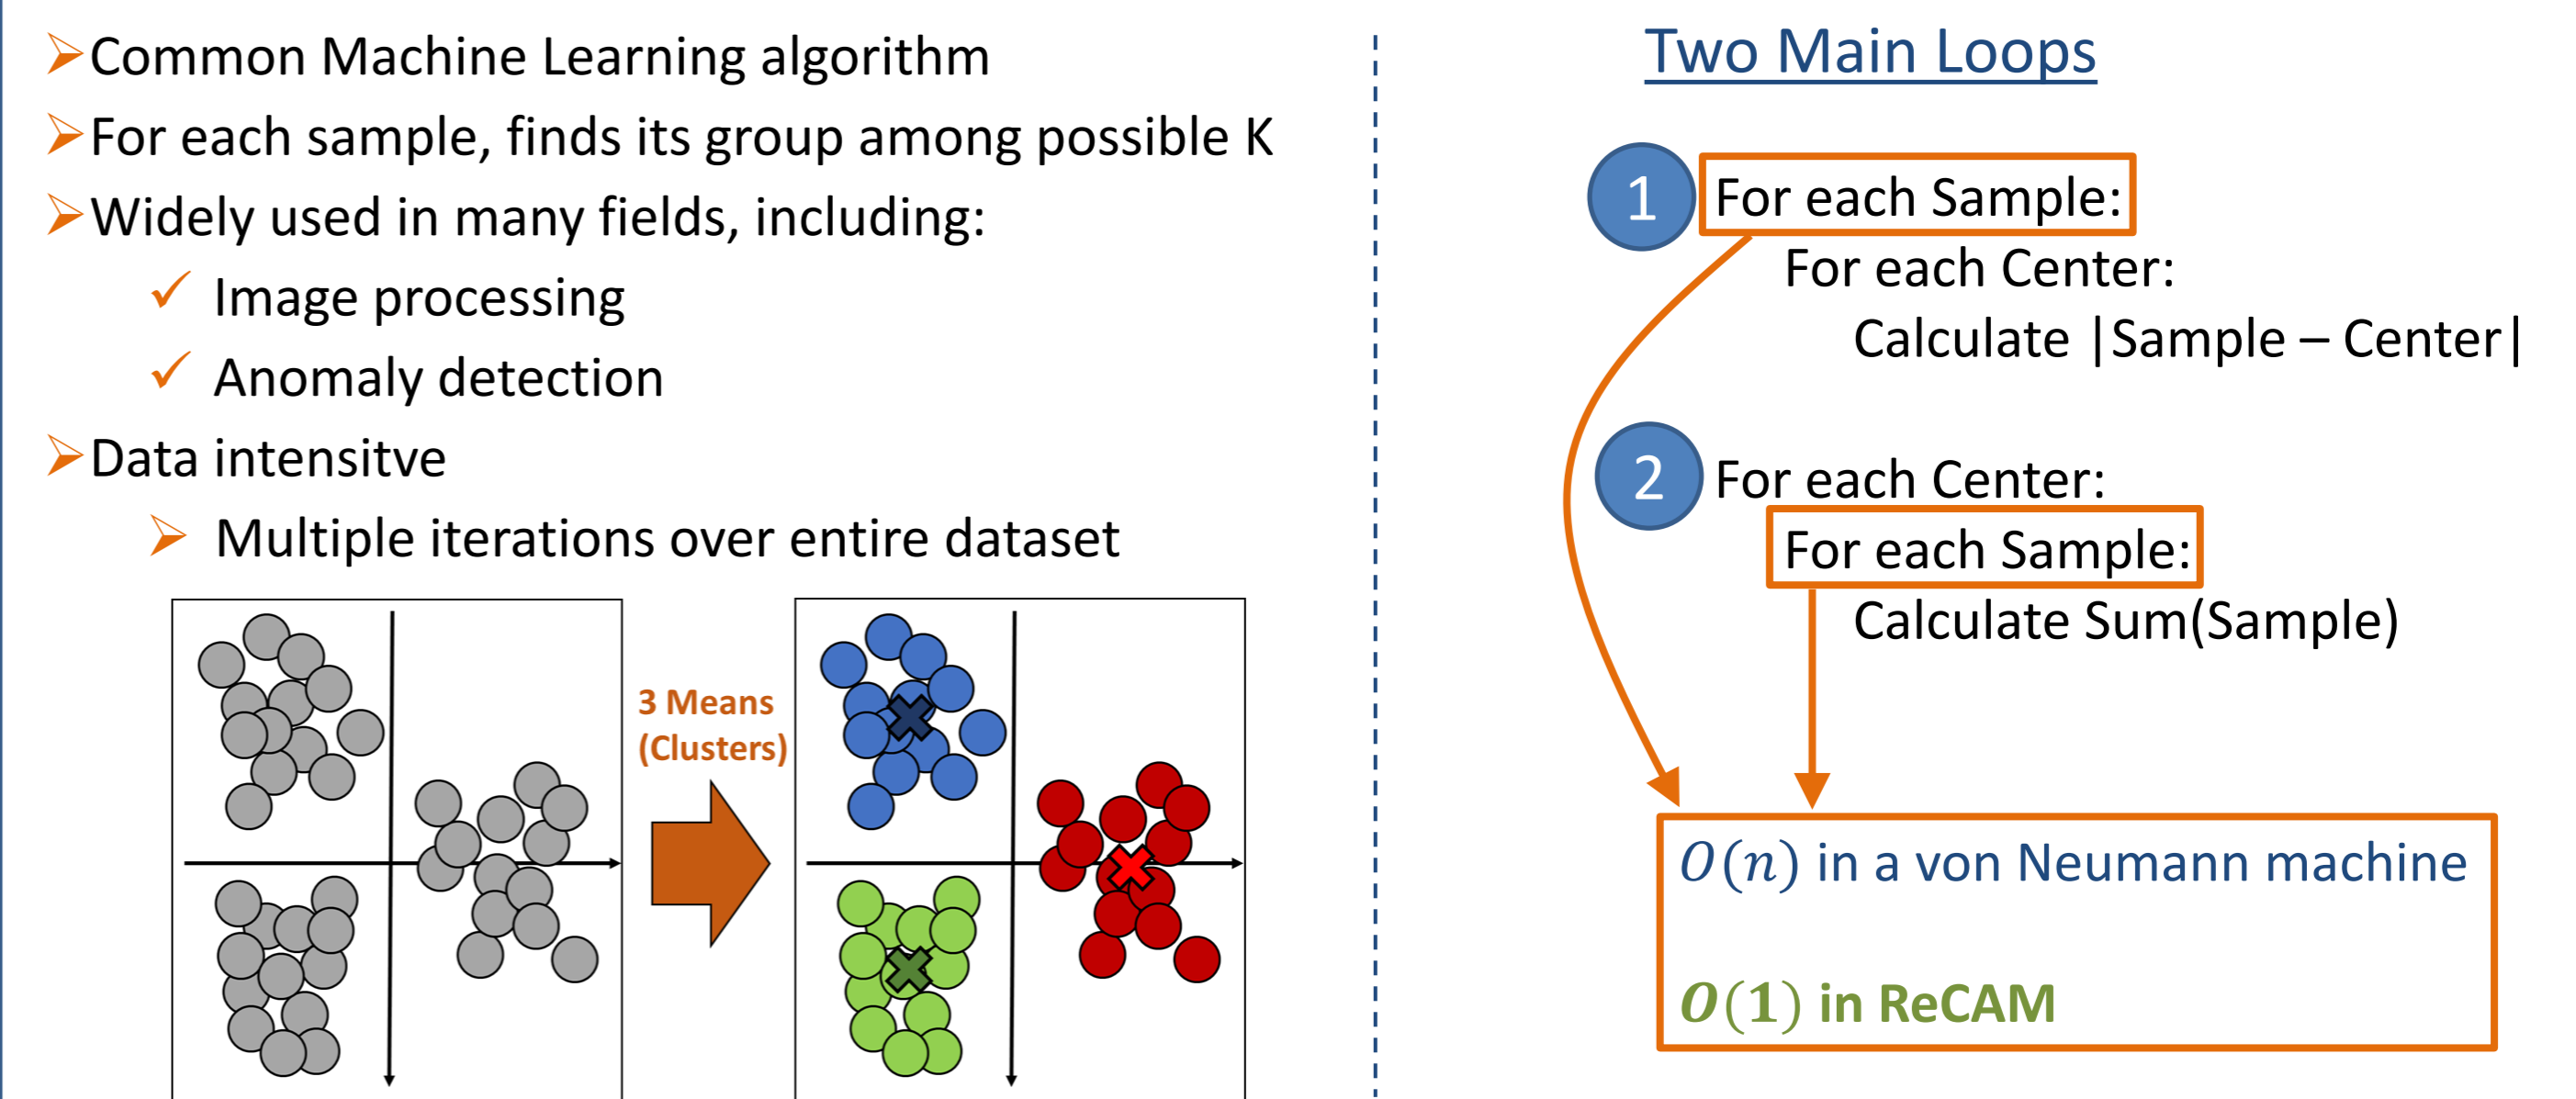 Common Machine Learning algorithm
For each sample, finds its group among possible K
Widely used in many fields, including:
Image processing
Anomaly detection
Data intensitve
Multiple iterations over entire dataset
3 Means
(Clusters)
Two Main Loops
1 For each Sample:
For each Center:
Calculate |Sample – Center|
2 For each Center:
For each Sample:
Calculate Sum(Sample)
O(n) in a von Neumann machine
O(1) in ReCAM